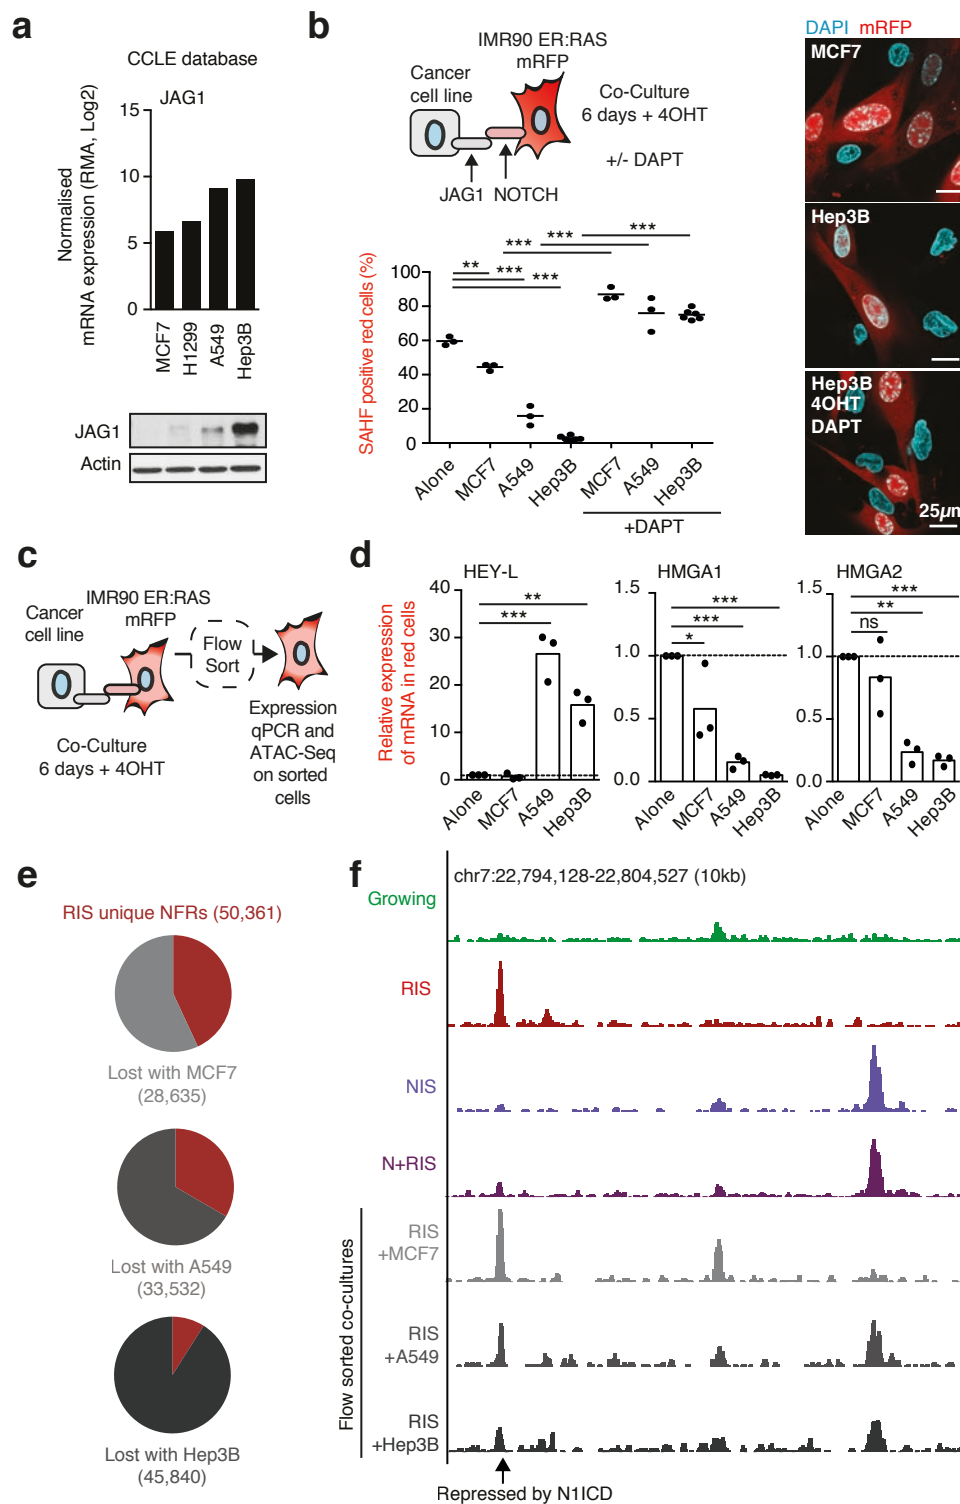 a
CCLE database
JAG1
Normalised
mRNA expression (RMA, Log2)
15
10
5
0
MCF7
H1299
A549
Hep3B
JAG1
Actin
b
IMR90 ER:RAS
mRFP
Cancer
cell line
Co-Culture
6 days + 4OHT
+/- DAPT
JAG1 NOTCH
SAHF positive red cells (%)
100
80
60
40
20
0
** *** ***
*** *** ***
Alone
MCF7
A549
Hep3B
MCF7
A549
Hep3B
+DAPT
DAPI mRFP
MCF7
Hep3B
Hep3B
4OHT
DAPT
25µm
c
IMR90 ER:RAS
mRFP
Cancer
cell line
Flow
Sort
Co-Culture
6 days + 4OHT
Expression
qPCR and
ATAC-Seq
on sorted
cells
d
Relative expression
of mRNA in red cells
HEY-L
40
30
20
10
0
**
***
Alone
MCF7
A549
Hep3B
HMGA1
1.5
1.0
0.5
0.0
***
***
*
Alone
MCF7
A549
Hep3B
HMGA2
1.5
1.0
0.5
0.0
***
**
ns
Alone
MCF7
A549
Hep3B
e
RIS unique NFRs (50,361)
Lost with MCF7
(28,635)
Lost with A549
(33,532)
Lost with Hep3B
(45,840)
f
chr7:22,794,128-22,804,527 (10kb)
Growing
RIS
NIS
N+RIS
RIS
+MCF7
RIS
+A549
RIS
+Hep3B
Flow sorted co-cultures
Repressed by N1ICD